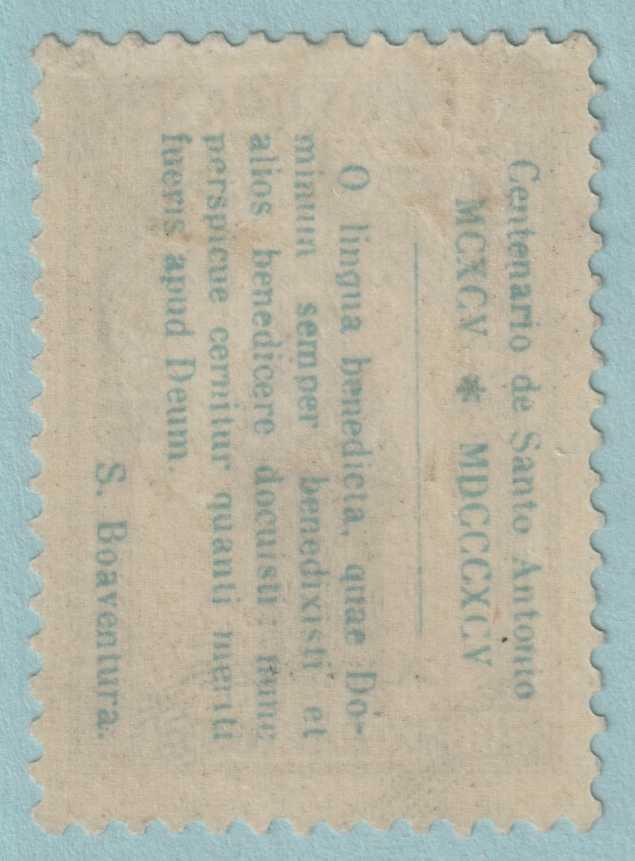 Centenario de Santo Antonio
MCXCV * MDCCCXCV
O lingua benedicta, quae Do-
minum semper benedixisti et
alios benedicere docuisti: nunc
perspicue cernitur quanti meriti
fueris apud Deum.
S. Boaventura.